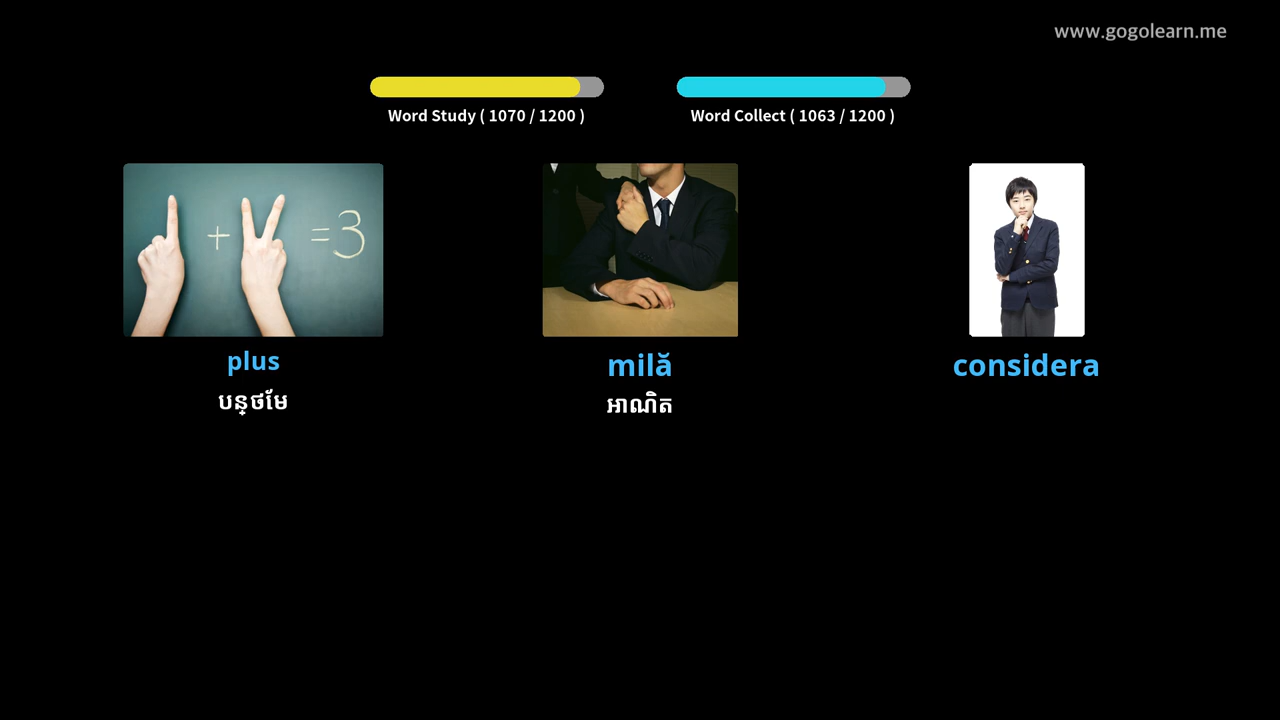 www.gogolearn.me
Word Study ( 1070 / 1200 )
Word Collect ( 1063 / 1200 )
+ =3
plus
បន្ថមែ
milă
អាណិត
considera